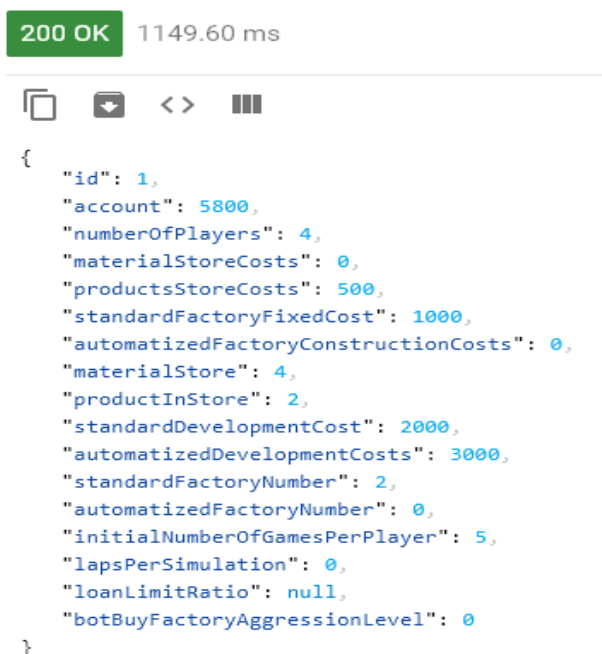 200 OK 1149.60 ms
{
"id": 1,
"account": 5800,
"numberOfPlayers": 4,
"materialStoreCosts": 0,
"productsStoreCosts": 500,
"standardFactoryFixedCost": 1000,
"automatizedFactoryConstructionCosts": 0,
"materialStore": 4,
"productInStore": 2,
"standardDevelopmentCost": 2000,
"automatizedDevelopmentCosts": 3000,
"standardFactoryNumber": 2,
"automatizedFactoryNumber": 0,
"initialNumberOfGamesPerPlayer": 5,
"lapsPerSimulation": 0,
"loanLimitRatio": null,
"botBuyFactoryAggressionLevel": 0
}